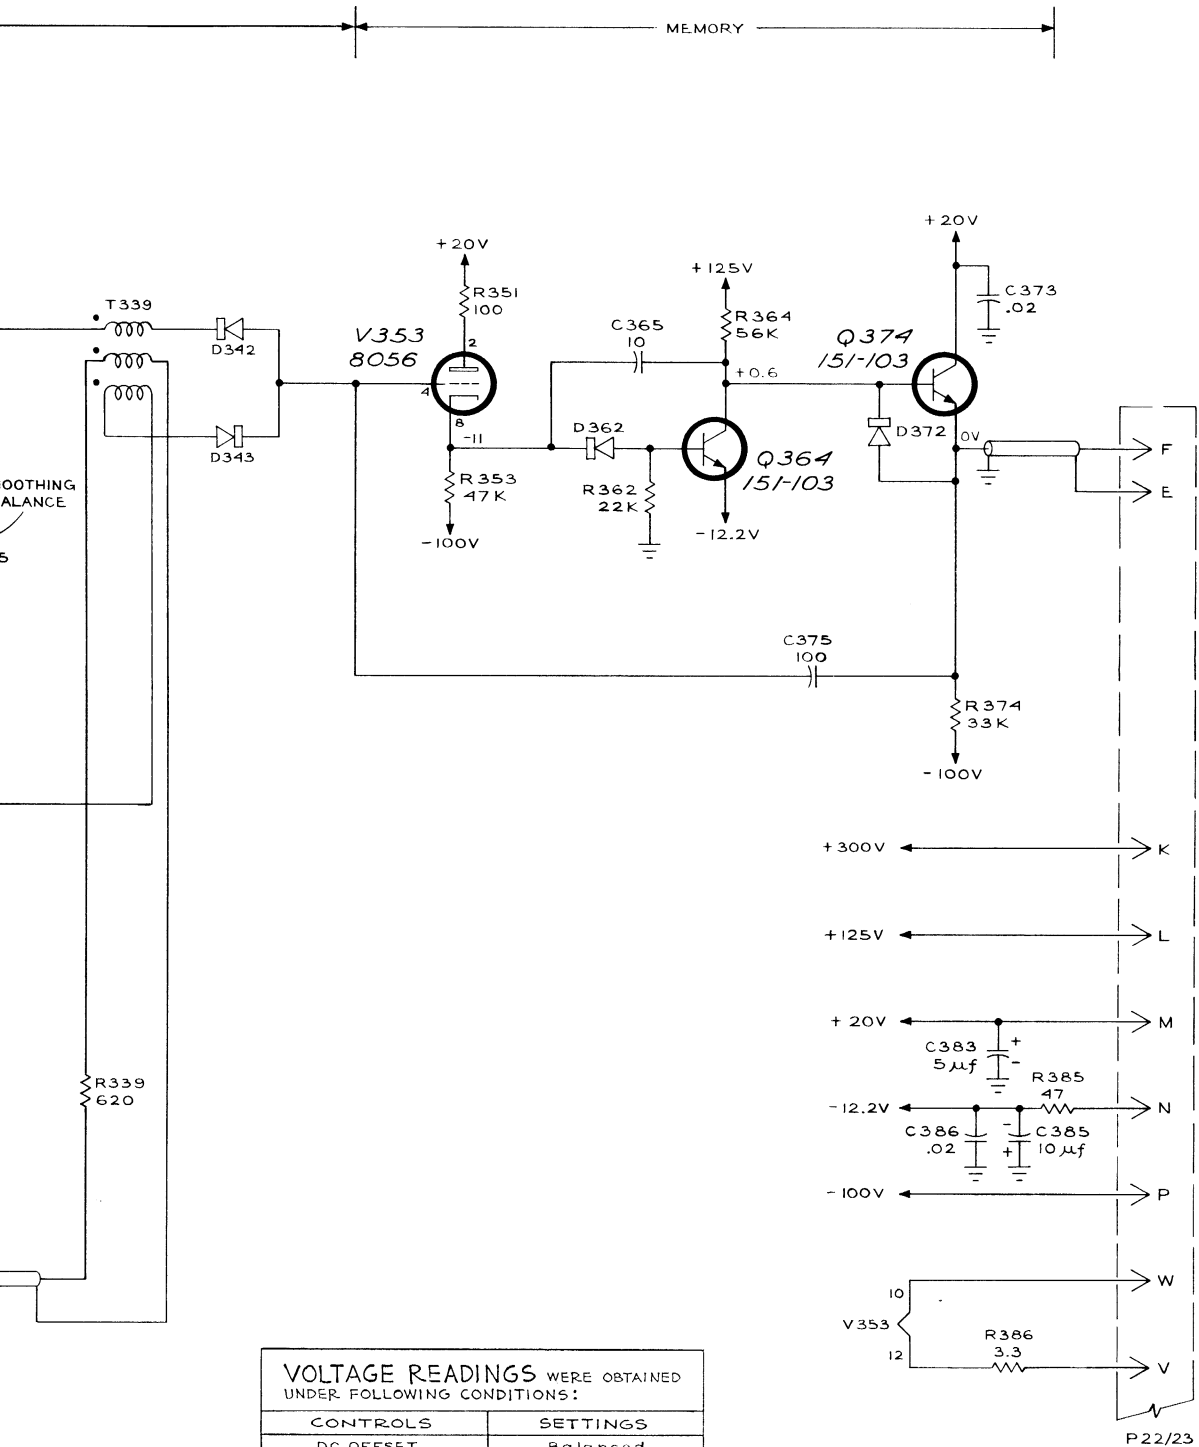 MEMORY
+20V
+20V
+125V
T339
R351
100
C373
.02
V353
8056
C365
10
R364
56K
Q374
151-103
D342
2
+0.6
4
8
-11
D362
D372
0V
F
D343
Q364
151-103
R353
47K
R362
22K
E
OOTHING
ALANCE
5
-100V
-12.2V
C375
100
R374
33K
-100V
+300V
K
+125V
L
+ 20V
M
C383
5µf
+
-
R385
47
-12.2V
N
C386
.02
-
+
C385
10µf
R339
620
-100V
P
W
10
V353
12
R386
3.3
V
VOLTAGE READINGS WERE OBTAINED
UNDER FOLLOWING CONDITIONS:
CONTROLS SETTINGS
DC OFFSET Balanced
P22/23